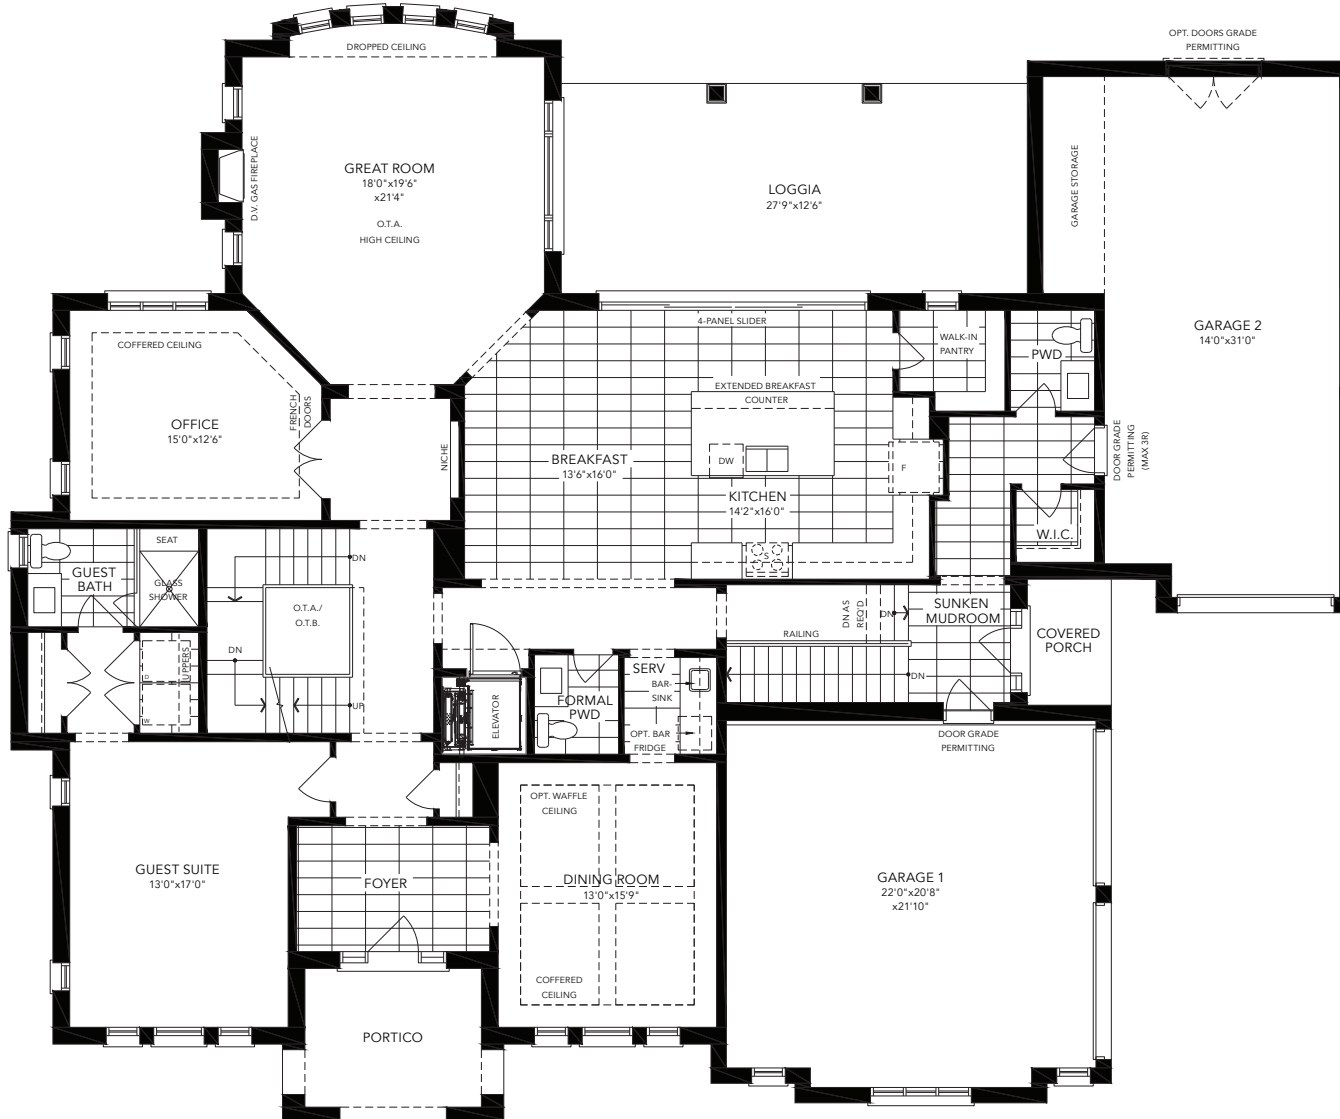 OPT. DOORS GRADE
PERMITTING
DROPPED CEILING
D.V. GAS FIREPLACE
GREAT ROOM
18'0"x19'6"
x21'4"
O.T.A.
HIGH CEILING
LOGGIA
27'9"x12'6"
GARAGE STORAGE
GARAGE 2
14'0"x31'0"
COFFERED CEILING
OFFICE
15'0"x12'6"
FRENCH
DOORS
NICHE
4-PANEL SLIDER
WALK-IN
PANTRY
PWD
EXTENDED BREAKFAST
COUNTER
BREAKFAST
13'6"x16'0"
DW
F
KITCHEN
14'2"x16'0"
S
DOOR GRADE
PERMITTING
(MAX 3R)
W.I.C.
SEAT
GUEST
BATH
GLASS
SHOWER
DN
O.T.A./
O.T.B.
DN
UP
UPPERS
D
W
DN AS
REQ'D
DN
RAILING
DN
SUNKEN
MUDROOM
COVERED
PORCH
ELEVATOR
FORMAL
PWD
SERV
BAR-
SINK
OPT. BAR
FRIDGE
DOOR GRADE
PERMITTING
OPT. WAFFLE
CEILING
GUEST SUITE
13'0"x17'0"
FOYER
DINING ROOM
13'0"x15'9"
GARAGE 1
22'0"x20'8"
x21'10"
COFFERED
CEILING
PORTICO